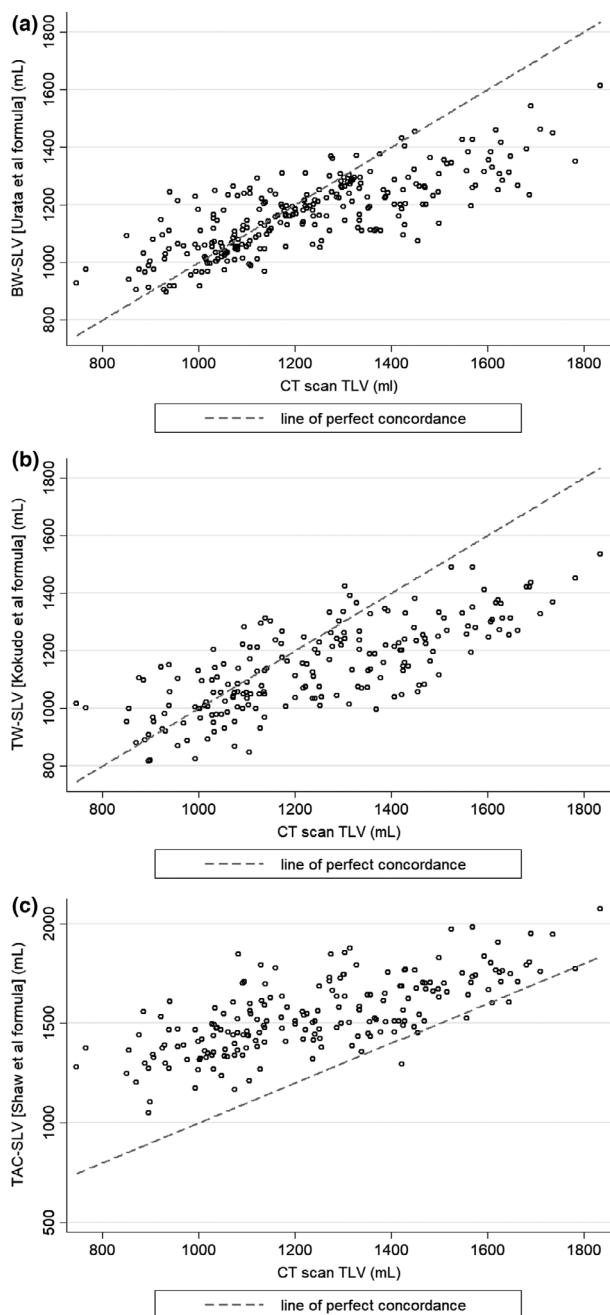 (a)
BW-SLV [Urata et al formula] (mL)
1800
1600
1400
1200
1000
800
800 1000 1200 1400 1600 1800
CT scan TLV (ml)
line of perfect concordance
(b)
TW-SLV [Kokudo et al formula] (mL)
1800
1600
1400
1200
1000
800
800 1000 1200 1400 1600 1800
CT scan TLV (mL)
line of perfect concordance
(c)
TAC-SLV [Shaw et al formula] (mL)
2000
1500
1000
500
800 1000 1200 1400 1600 1800
CT scan TLV (mL)
line of perfect concordance